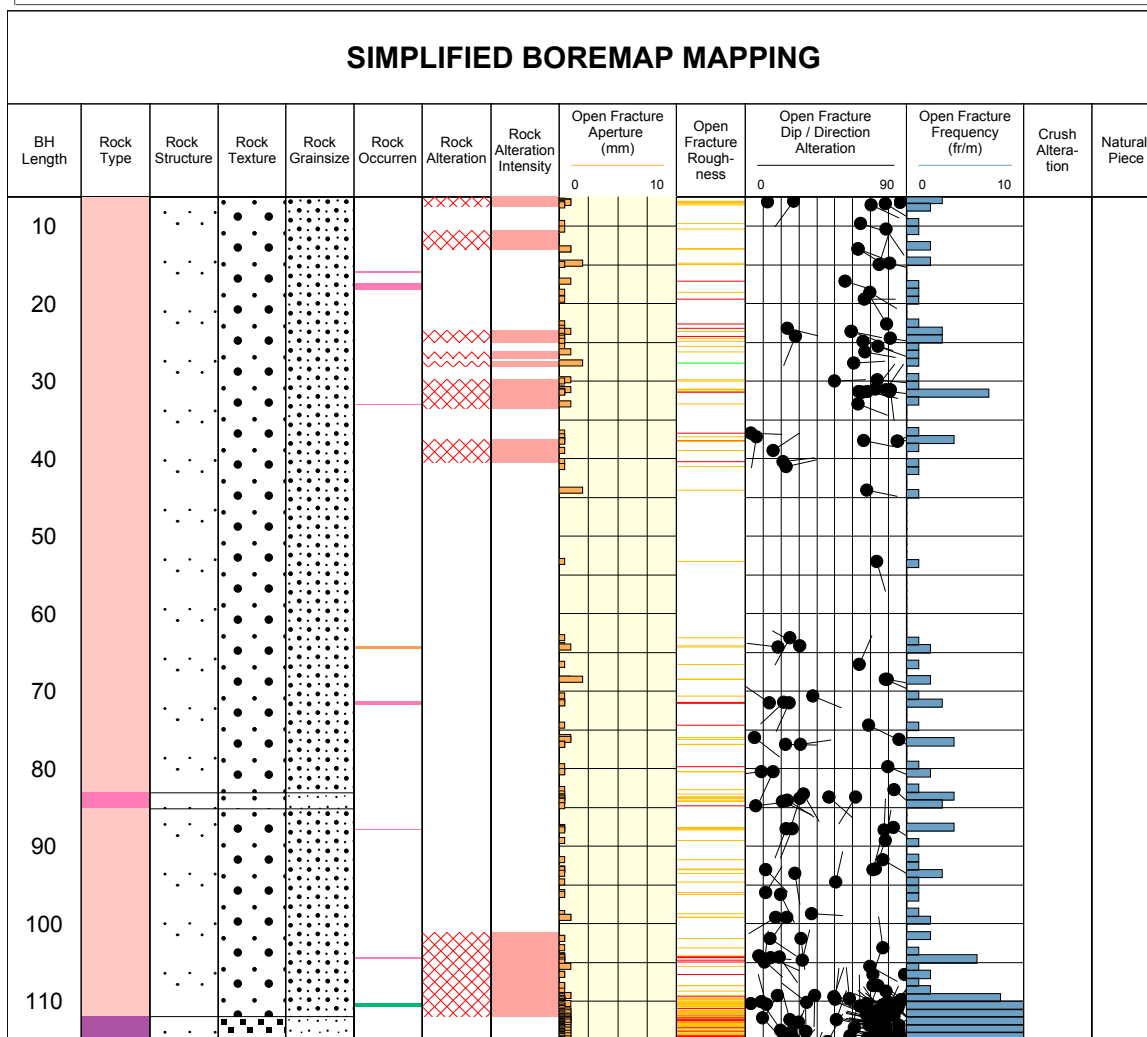 SIMPLIFIED BOREMAP MAPPING
BH
Length
Rock
Type
Rock
Structure
Rock
Texture
Rock
Grainsize
Rock
Occurren
Rock
Alteration
Rock
Alteration
Intensity
Open Fracture
Aperture
(mm)
0 10
Open
Fracture
Rough-
ness
Open Fracture
Dip / Direction
Alteration
0 90
Open Fracture
Frequency
(fr/m)
0 10
Crush
Altera-
tion
Natural
Piece
10
20
30
40
50
60
70
80
90
100
110